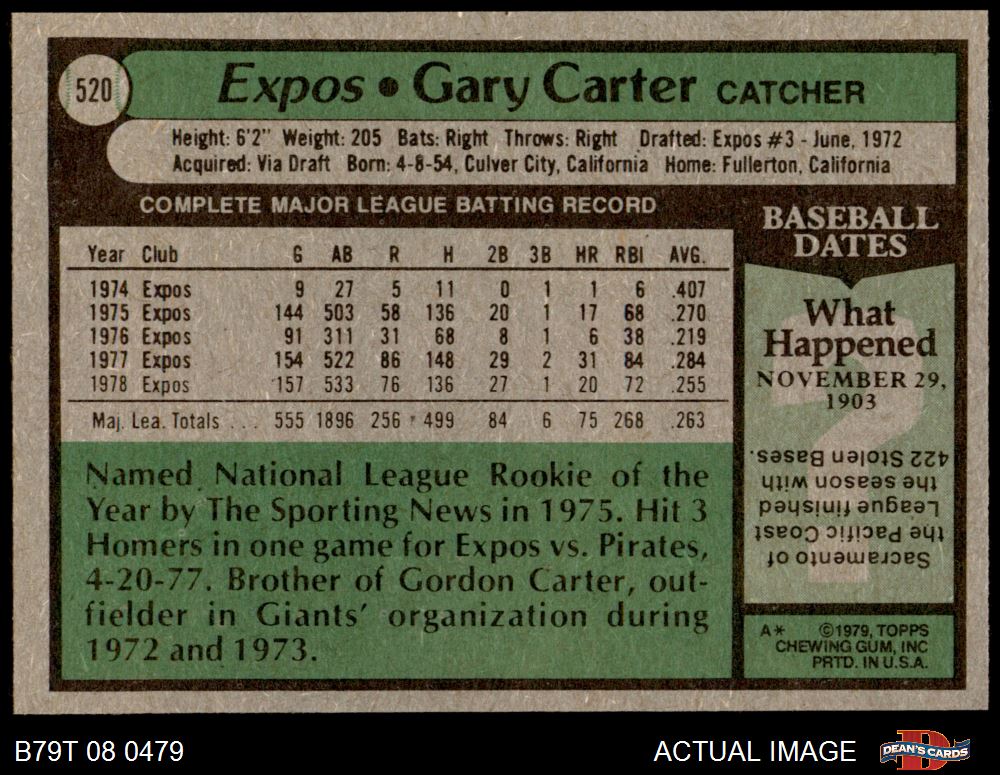 520
Expos • Gary Carter CATCHER
Height: 6'2" Weight: 205 Bats: Right Throws: Right Drafted: Expos #3 - June, 1972
Acquired: Via Draft Born: 4-8-54, Culver City, California Home: Fullerton, California
COMPLETE MAJOR LEAGUE BATTING RECORD
Year Club G AB R H 2B 3B HR RBI AVG.
1974 Expos 9 27 5 11 0 1 1 6 .407
1975 Expos 144 503 58 136 20 1 17 68 .270
1976 Expos 91 311 31 68 8 1 6 38 .219
1977 Expos 154 522 86 148 29 2 31 84 .284
1978 Expos 157 533 76 136 27 1 20 72 .255
Maj. Lea. Totals . . . 555 1896 256 499 84 6 75 268 .263
Named National League Rookie of the
Year by The Sporting News in 1975. Hit 3
Homers in one game for Expos vs. Pirates,
4-20-77. Brother of Gordon Carter, out-
fielder in Giants' organization during
1972 and 1973.
BASEBALL
DATES
What
Happened
NOVEMBER 29,
1903
?
Sacramento of
the Pacific Coast
League finished
the season with
422 Stolen Bases.
A* ©1979, TOPPS
CHEWING GUM, INC
PRTD. IN U.S.A.
B79T 08 0479
ACTUAL IMAGE
D
DEAN'S CARDS